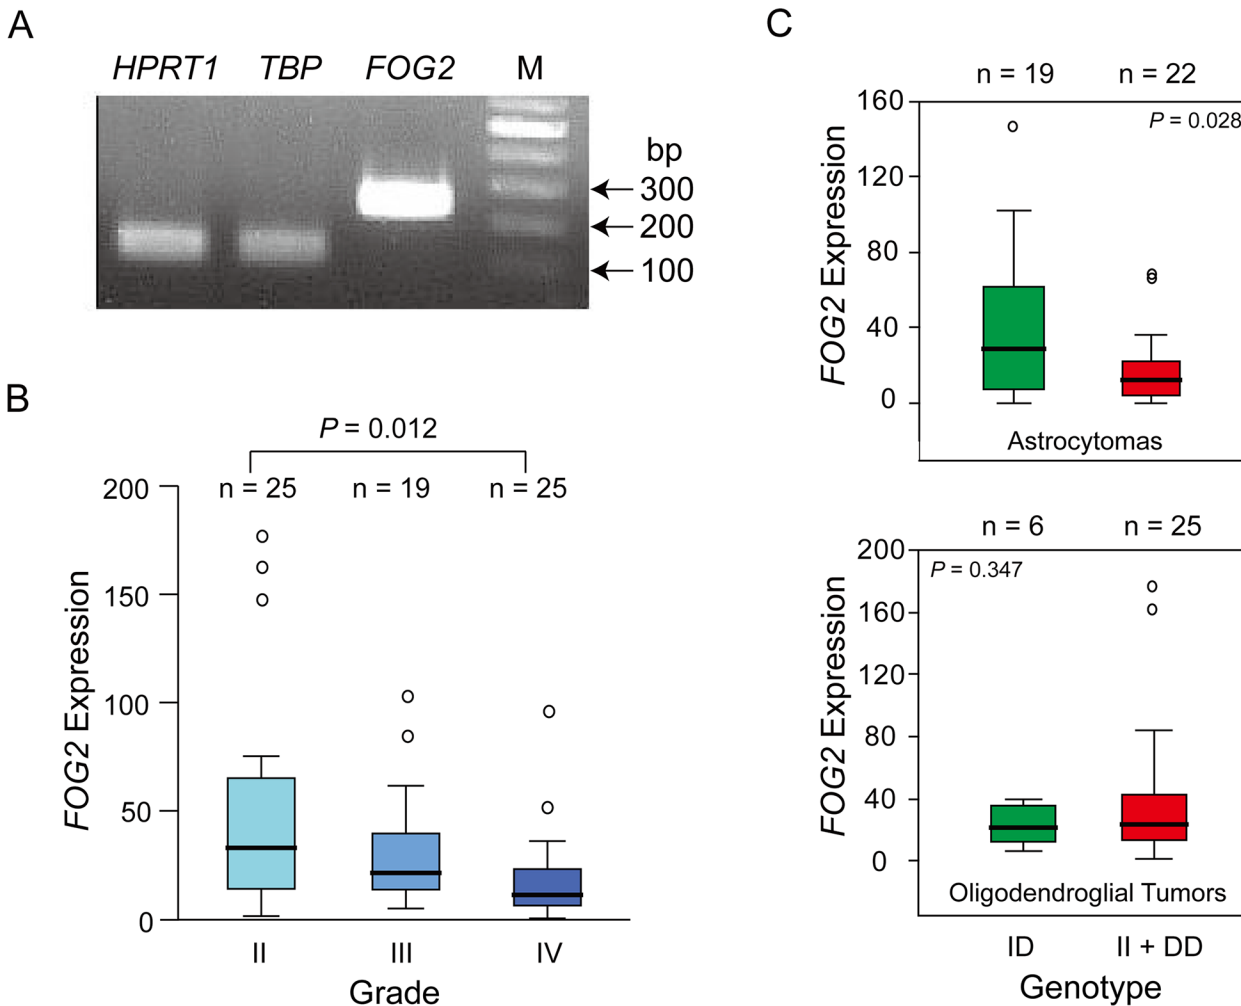 A
HPRT1 TBP FOG2 M
bp
300
200
100
B
P = 0.012
n = 25 n = 19 n = 25
200
150
100
50
0
FOG2 Expression
II III IV
Grade
C
n = 19 n = 22
P = 0.028
160
120
80
40
0
FOG2 Expression
Astrocytomas
n = 6 n = 25
P = 0.347
200
160
120
80
40
0
FOG2 Expression
Oligodendroglial Tumors
ID II + DD
Genotype